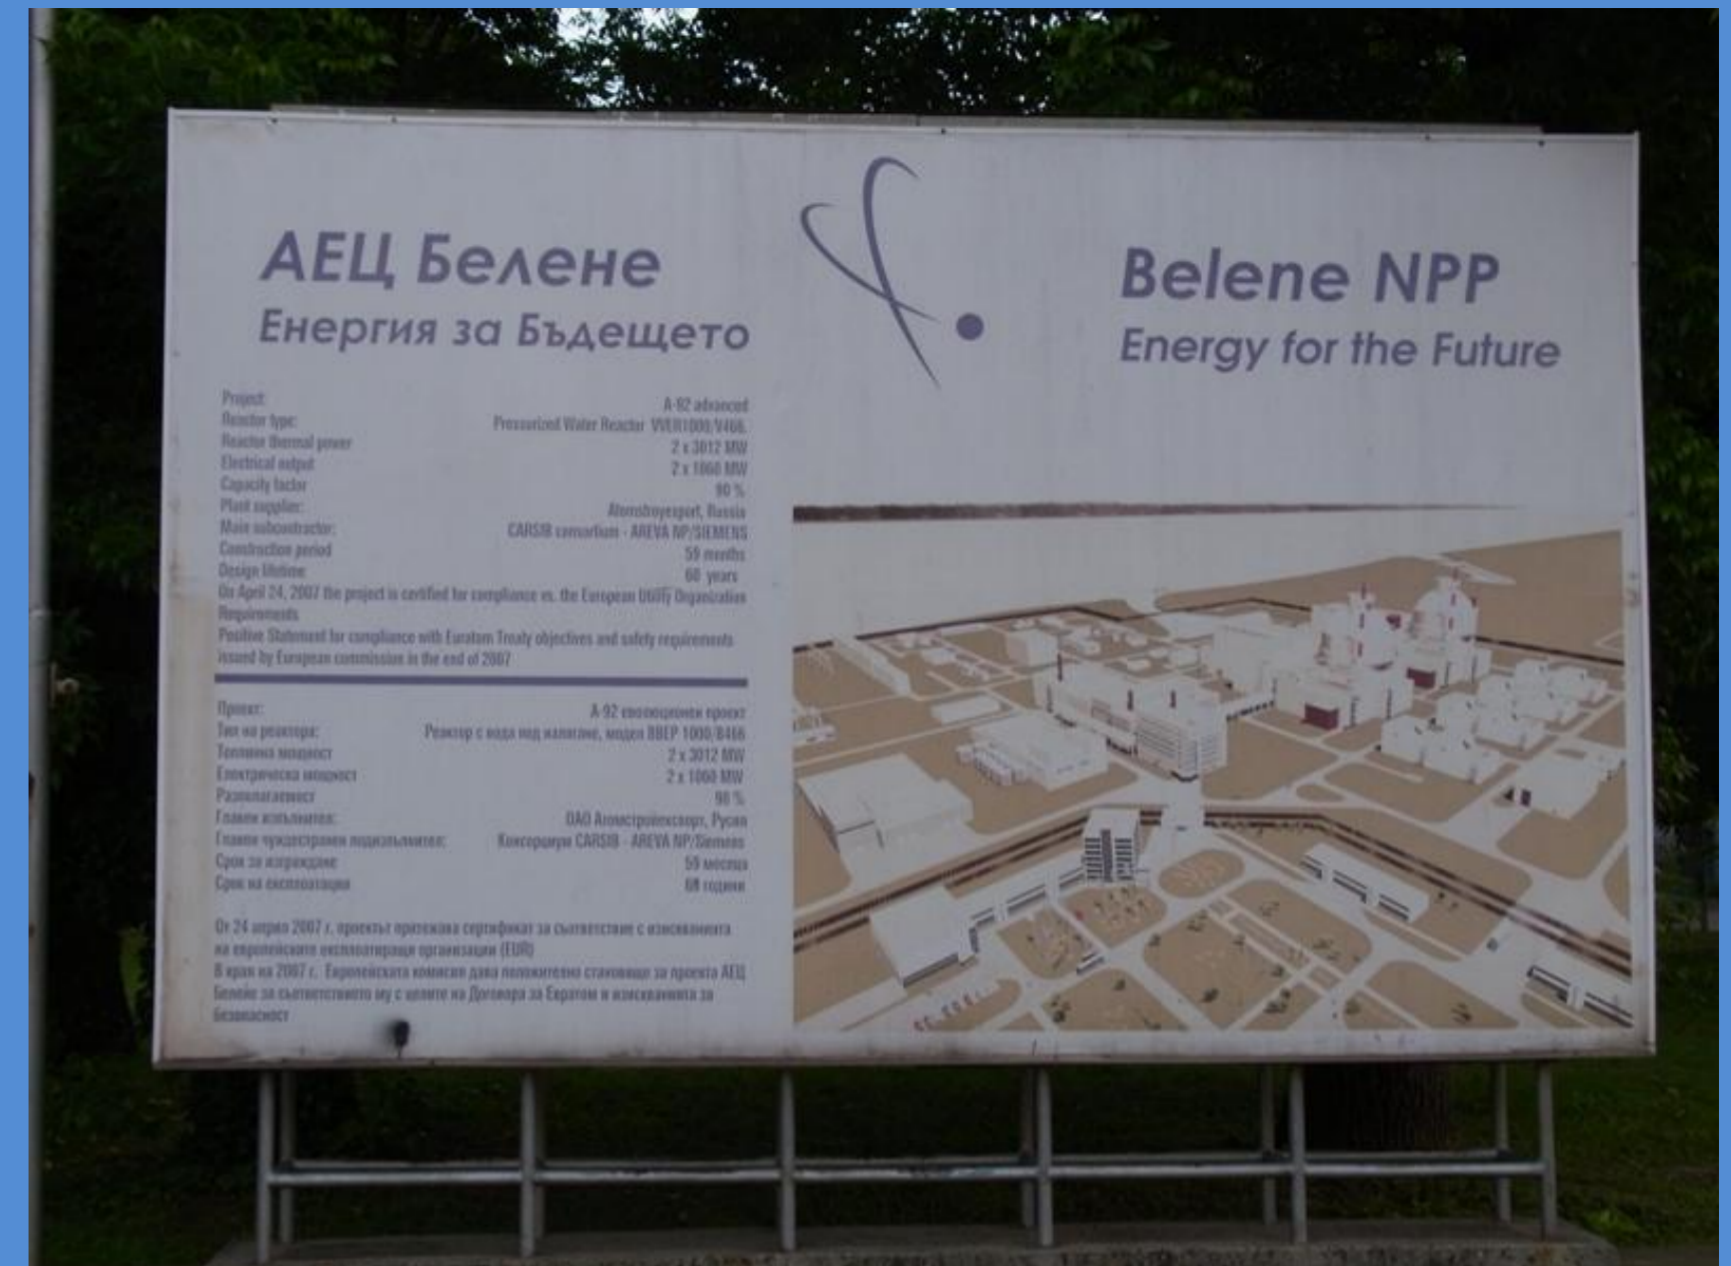 АЕЦ Белене
Енергия за Бъдещето
Belene NPP
Energy for the Future
Project: A-92 advanced
Reactor type: Pressurized Water Reactor VVER1000/V466.
Reactor thermal power 2 x 3012 MW
Electrical output 2 x 1060 MW
Capacity factor 90 %
Plant supplier: Atomstroyexport, Russia
Main subcontractor: CARSIB consortium - AREVA NP/SIEMENS
Construction period 59 months
Design lifetime 60 years
On April 24, 2007 the project is certified for compliance vs. the European Utility Organization
Requirements
Positive Statement for compliance with Euratom Treaty objectives and safety requirements
issued by European commission in the end of 2007
Проект: А-92 еволюционен проект
Тип на реактора: Реактор с вода под налягане, модел ВВЕР 1000/В466
Топлинна мощност 2 x 3012 MW
Електрическа мощност 2 x 1060 MW
Разполагаемост 90 %
Главен изпълнител: ОАО Атомстройекспорт, Русия
Главен чуждестранен подизпълнител: Консорциум CARSIB - AREVA NP/Siemens
Срок за изграждане 59 месеца
Срок на експлоатация 60 години
От 24 април 2007 г. проектът притежава сертификат за съответствие с изискванията
на европейските експлоатиращи организации (EUR)
В края на 2007 г. Европейската комисия дава положително становище за проекта АЕЦ
Белене за съответствието му с целите на Договора за Евратом и изискванията за
безопасност